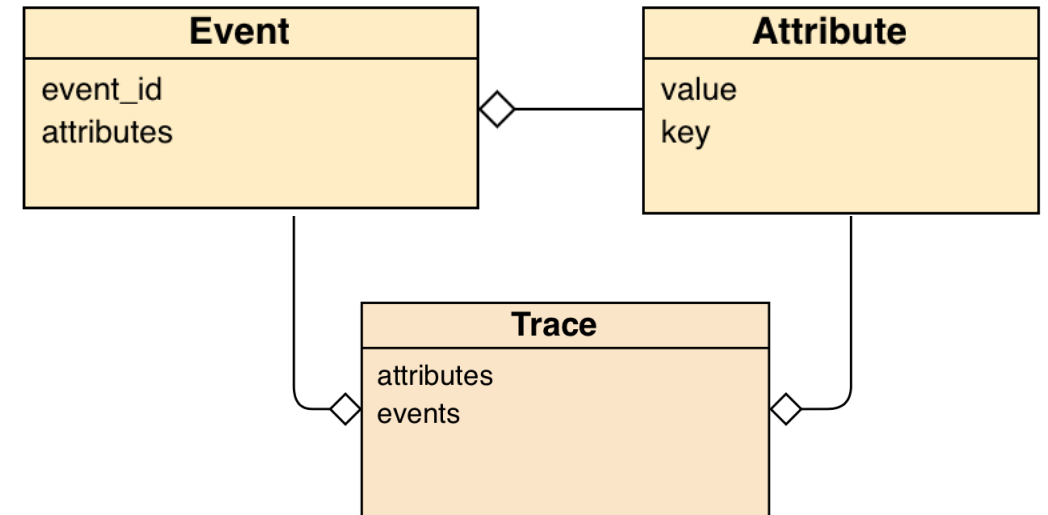 Event
event_id
attributes
Attribute
value
key
Trace
attributes
events